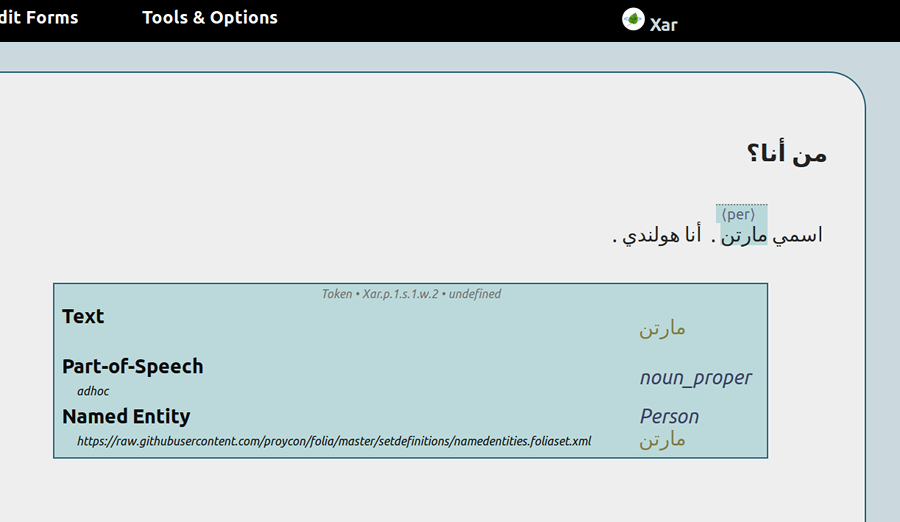 dit Forms Tools & Options Xar
من أنا؟
(per)
اسمي مارتن . أنا هولندي .
Token • Xar.p.1.s.1.w.2 • undefined
Text
مارتن
Part-of-Speech
noun_proper
adhoc
Named Entity
Person
https://raw.githubusercontent.com/proycon/folia/master/setdefinitions/namedentities.foliaset.xml
مارتن